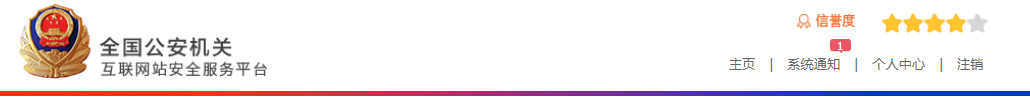 信誉度
全国公安机关
互联网站安全服务平台
1
主页 | 系统通知 | 个人中心 | 注销